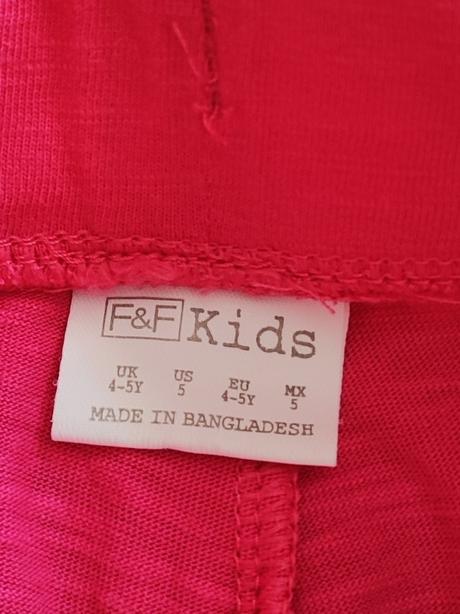 F&F Kids
UK US EU MX
4-5Y 5 4-5Y 5
MADE IN BANGLADESH